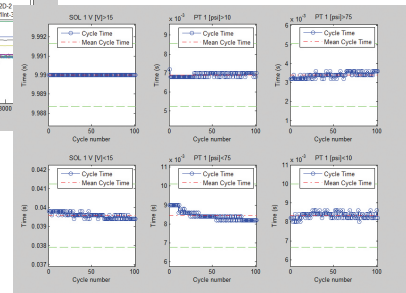 SOL 1 V [V]>15
Time (s)
9.992
9.991
9.99
9.989
9.988
Cycle Time
Mean Cycle Time
0 50 100
Cycle number
PT 1 [psi]>10
x 10⁻³
Time (s)
9
8
7
6
5
Cycle Time
Mean Cycle Time
0 50 100
Cycle number
PT 1 [psi]>75
x 10⁻³
Time (s)
6
5
4
3
2
1
Cycle Time
Mean Cycle Time
0 50 100
Cycle number
SOL 1 V [V]<15
Time (s)
0.042
0.041
0.04
0.039
0.038
0.037
Cycle Time
Mean Cycle Time
0 50 100
Cycle number
PT 1 [psi]<75
x 10⁻³
Time (s)
11
10
9
8
7
6
Cycle Time
Mean Cycle Time
0 50 100
Cycle number
PT 1 [psi]<10
x 10⁻³
Time (s)
11
10
9
8
7
6
Cycle Time
Mean Cycle Time
0 50 100
Cycle number